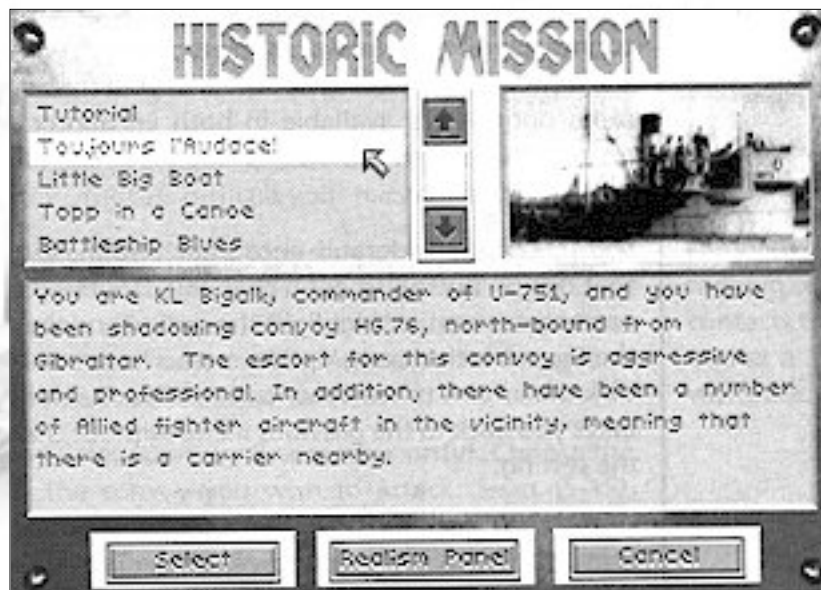 HISTORIC MISSION
Tutorial
Toujours l'Audace!
Little Big Boat
Topp in a Canoe
Battleship Blues
You are KL Bigalk, commander of U-751, and you have
been shadowing convoy HG.76, north-bound from
Gibraltar. The escort for this convoy is aggressive
and professional. In addition, there have been a number
of Allied fighter aircraft in the vicinity, meaning that
there is a carrier nearby.
Select
Realism Panel
Cancel